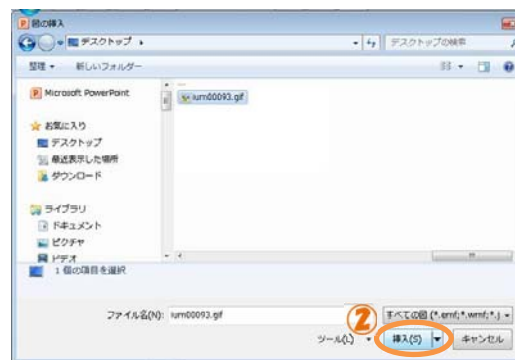 図の挿入
デスクトップ
デスクトップの検索
整理 新しいフォルダー
Microsoft PowerPoint
ium00093.gif
お気に入り
デスクトップ
最近表示した場所
ダウンロード
ライブラリ
ドキュメント
ピクチャ
ビデオ
1 個の項目を選択
ファイル名(N): ium00093.gif
すべての図 (*.emf;*.wmf;*.j
②
ツール(L) 挿入(S) キャンセル